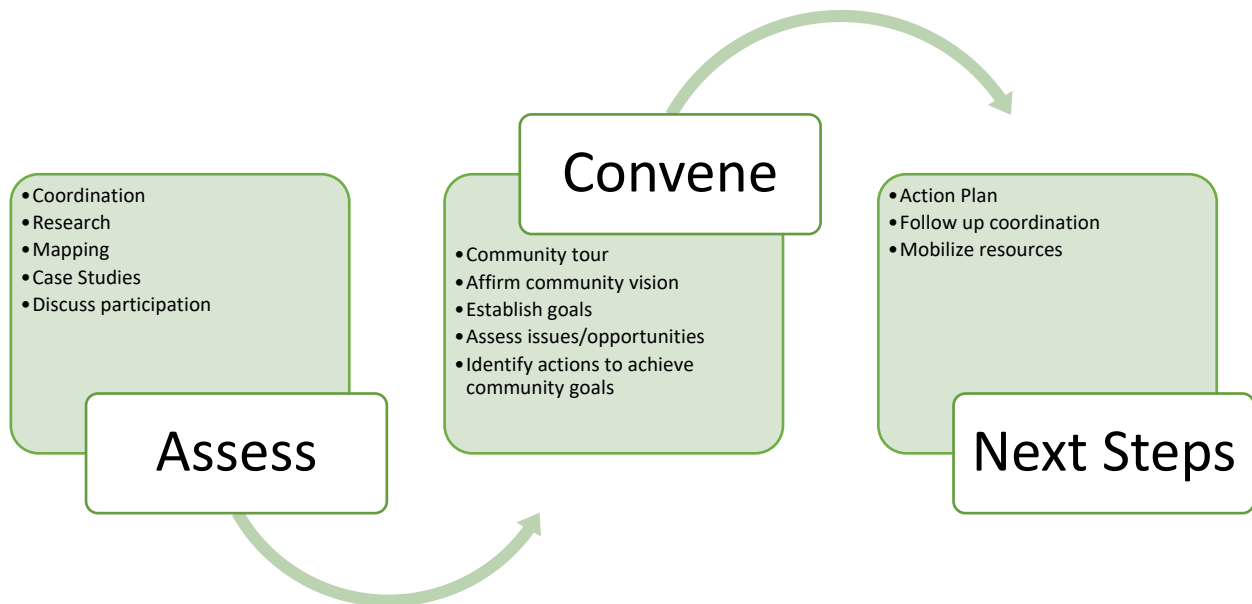 • Coordination
• Research
• Mapping
• Case Studies
• Discuss participation
Assess
Convene
• Community tour
• Affirm community vision
• Establish goals
• Assess issues/opportunities
• Identify actions to achieve
community goals
• Action Plan
• Follow up coordination
• Mobilize resources
Next Steps